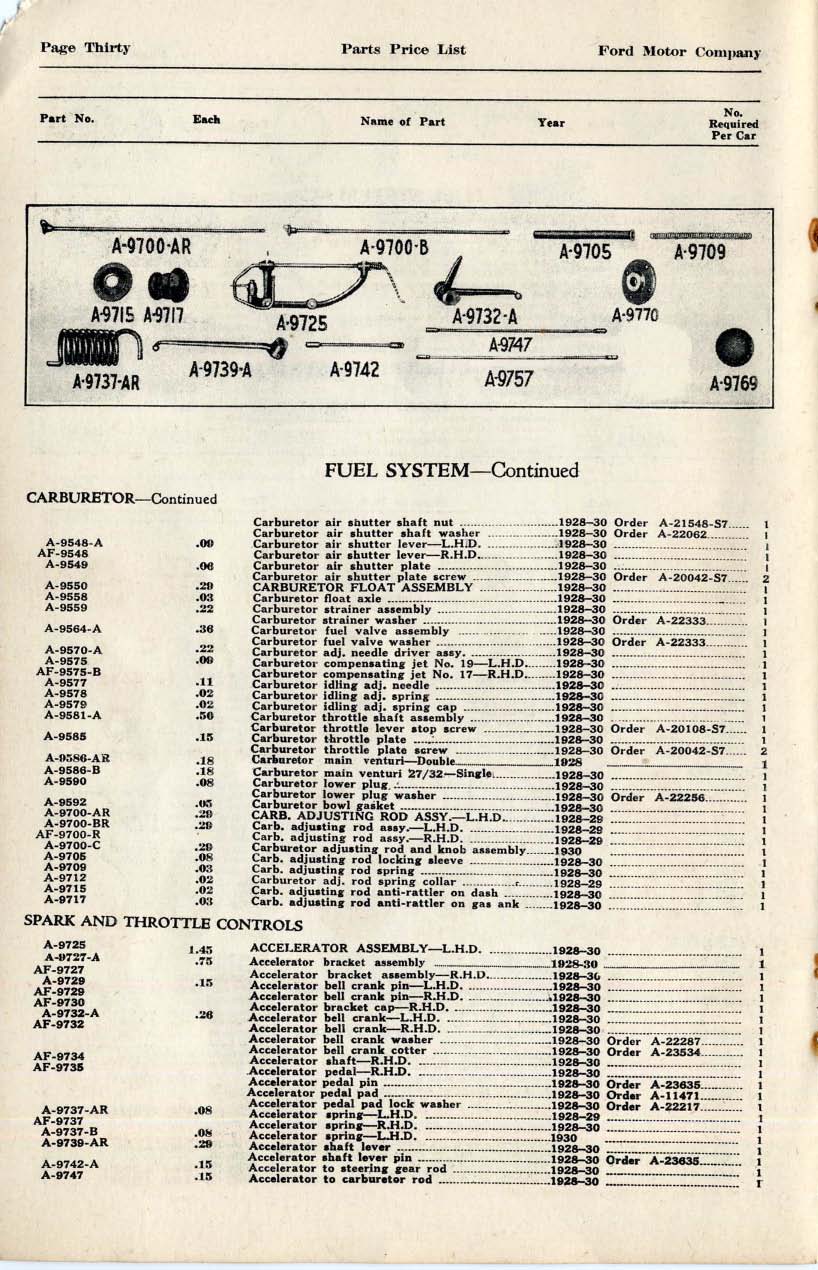 Page Thirty Parts Price List Ford Motor Company
Part No. Each Name of Part Year No. Required Per Car
A-9700-AR A-9700-B A-9705 A-9709
A-9715 A-9717 A-9725 A-9732-A A-9770
A-9747
A-9737-AR A-9739-A A-9742 A-9757 A-9769
FUEL SYSTEM—Continued
CARBURETOR—Continued
Carburetor air shutter shaft nut 1928–30 Order A-21548-S7 1
Carburetor air shutter shaft washer 1928–30 Order A-22062 1
A-9548-A .09 Carburetor air shutter lever—L.H.D. 1928–30 1
AF-9548 Carburetor air shutter lever—R.H.D. 1928–30 1
A-9549 .06 Carburetor air shutter plate 1928–30 1
Carburetor air shutter plate screw 1928–30 Order A-20042-S7 2
A-9550 .29 CARBURETOR FLOAT ASSEMBLY 1928–30 1
A-9558 .03 Carburetor float axle 1928–30 1
A-9559 .22 Carburetor strainer assembly 1928–30 1
Carburetor strainer washer 1928–30 Order A-22333 1
A-9564-A .36 Carburetor fuel valve assembly 1928–30 1
Carburetor fuel valve washer 1928–30 Order A-22333 1
A-9570-A .22 Carburetor adj. needle driver assy. 1928–30 1
A-9575 .09 Carburetor compensating jet No. 19—L.H.D. 1928–30 1
AF-9575-B Carburetor compensating jet No. 17—R.H.D. 1928–30 1
A-9577 .11 Carburetor idling adj. needle 1928–30 1
A-9578 .02 Carburetor idling adj. spring 1928–30 1
A-9579 .02 Carburetor idling adj. spring cap 1928–30 1
A-9581-A .50 Carburetor throttle shaft assembly 1928–30 1
Carburetor throttle lever stop screw 1928–30 Order A-20108-S7 1
A-9585 .15 Carburetor throttle plate 1928–30 1
Carburetor throttle plate screw 1928–30 Order A-20042-S7 2
A-9586-AR .18 Carburetor main venturi—Double 1928 1
A-9586-B .18 Carburetor main venturi 27/32—Single 1928–30 1
A-9590 .08 Carburetor lower plug 1928–30 1
Carburetor lower plug washer 1928–30 Order A-22256 1
A-9592 .05 Carburetor bowl gasket 1928–30 1
A-9700-AR .29 CARB. ADJUSTING ROD ASSY.—L.H.D. 1928–29 1
A-9700-BR .29 Carb. adjusting rod assy.—L.H.D. 1928–29 1
AF-9700-R Carb. adjusting rod assy.—R.H.D. 1928–29 1
A-9700-C .29 Carburetor adjusting rod and knob assembly 1930 1
A-9705 .08 Carb. adjusting rod locking sleeve 1928–30 1
A-9709 .03 Carb. adjusting rod spring 1928–30 1
A-9712 .02 Carburetor adj. rod spring collar 1928–29 1
A-9715 .02 Carb. adjusting rod anti-rattler on dash 1928–30 1
A-9717 .03 Carb. adjusting rod anti-rattler on gas ank 1928–30 1
SPARK AND THROTTLE CONTROLS
A-9725 1.45 ACCELERATOR ASSEMBLY—L.H.D. 1928–30 1
A-9727-A .75 Accelerator bracket assembly 1928-30 1
AF-9727 Accelerator bracket assembly—R.H.D. 1928–30 1
A-9729 .15 Accelerator bell crank pin—L.H.D. 1928–30 1
AF-9729 Accelerator bell crank pin—R.H.D. 1928–30 1
AF-9730 Accelerator bracket cap—R.H.D. 1928–30 1
A-9732-A .26 Accelerator bell crank—L.H.D. 1928–30 1
AF-9732 Accelerator bell crank—R.H.D. 1928–30 1
Accelerator bell crank washer 1928–30 Order A-22287 1
Accelerator bell crank cotter 1928–30 Order A-23534 1
AF-9734 Accelerator shaft—R.H.D. 1928–30 1
AF-9735 Accelerator pedal—R.H.D. 1928–30 1
Accelerator pedal pin 1928–30 Order A-23635 1
Accelerator pedal pad 1928–30 Order A-11471 1
Accelerator pedal pad lock washer 1928–30 Order A-22217 1
A-9737-AR .08 Accelerator spring—L.H.D. 1928–29 1
AF-9737 Accelerator spring—R.H.D. 1928–30 1
A-9737-B .08 Accelerator spring—L.H.D. 1930 1
A-9739-AR .29 Accelerator shaft lever 1928–30 1
Accelerator shaft lever pin 1928–30 Order A-23635 1
A-9742-A .15 Accelerator to steering gear rod 1928–30 1
A-9747 .15 Accelerator to carburetor rod 1928–30 1